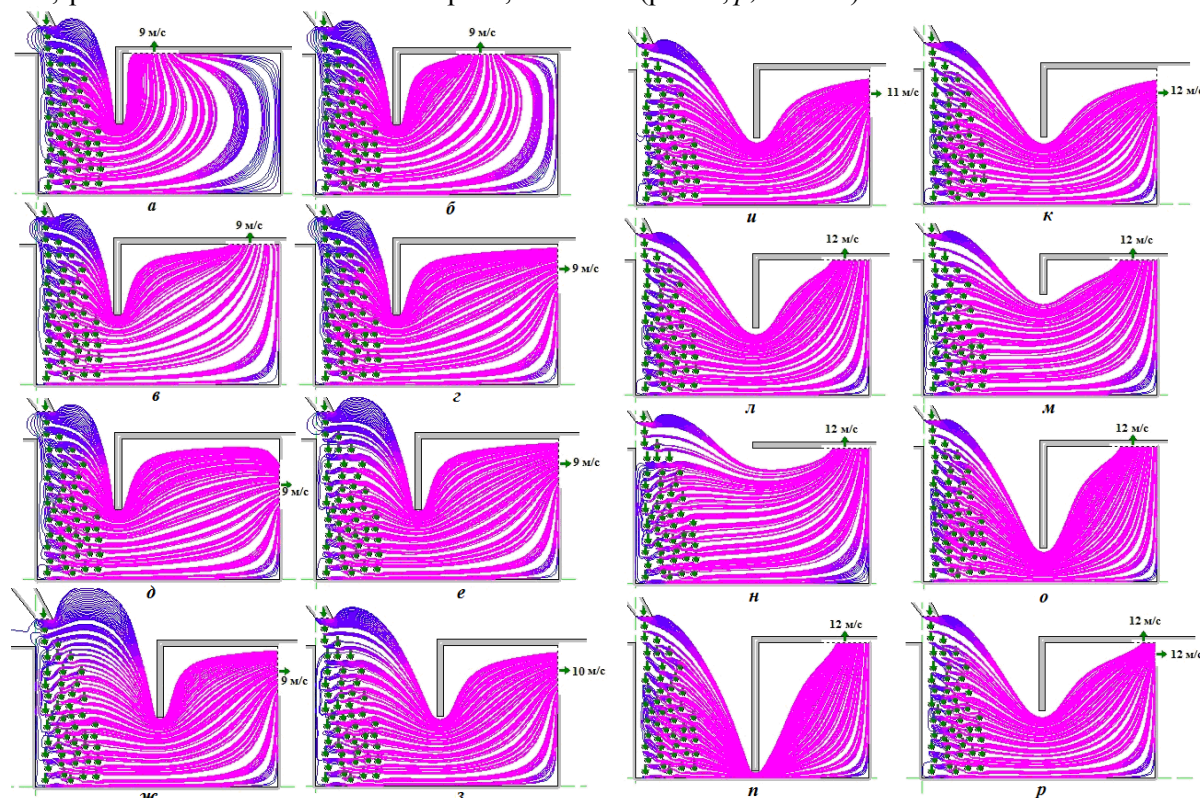 9 м/с
9 м/с
а
б
9 м/с
9 м/с
в
г
9 м/с
9 м/с
д
е
9 м/с
10 м/с
ж
з
11 м/с
12 м/с
и
к
12 м/с
12 м/с
л
м
12 м/с
12 м/с
н
о
12 м/с
12 м/с
12 м/с
п
р